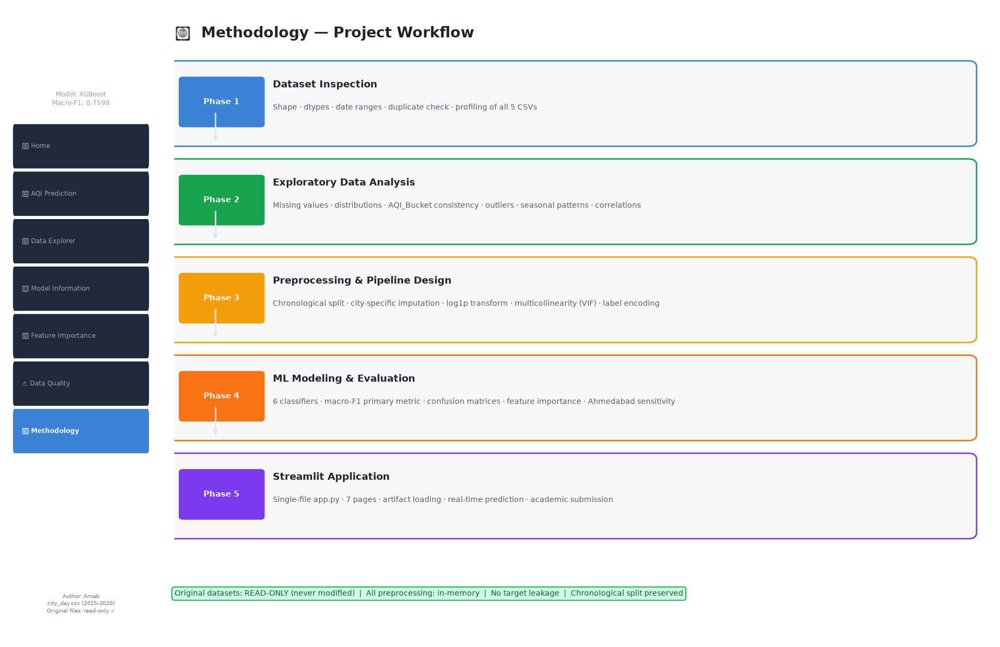 Methodology — Project Workflow
Model: XGBoost
Macro-F1: 0.7598
Home
AQI Prediction
Data Explorer
Model Information
Feature Importance
⚠ Data Quality
Methodology
Author: Arnab
city_day.csv (2015–2020)
Original files: read-only ✓
Phase 1
Dataset Inspection
Shape · dtypes · date ranges · duplicate check · profiling of all 5 CSVs
Phase 2
Exploratory Data Analysis
Missing values · distributions · AQI_Bucket consistency · outliers · seasonal patterns · correlations
Phase 3
Preprocessing & Pipeline Design
Chronological split · city-specific imputation · log1p transform · multicollinearity (VIF) · label encoding
Phase 4
ML Modeling & Evaluation
6 classifiers · macro-F1 primary metric · confusion matrices · feature importance · Ahmedabad sensitivity
Phase 5
Streamlit Application
Single-file app.py · 7 pages · artifact loading · real-time prediction · academic submission
Original datasets: READ-ONLY (never modified) | All preprocessing: in-memory | No target leakage | Chronological split preserved